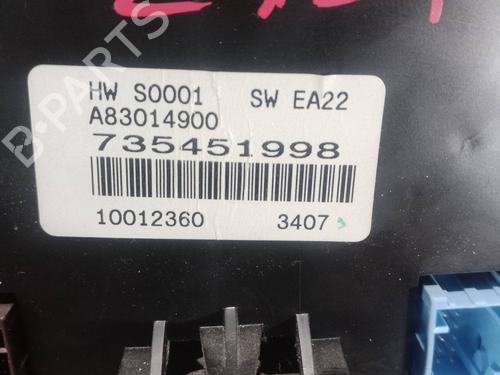 HW S0001 SW EA22
A83014900
735451998
10012360 3407
B-PARTS